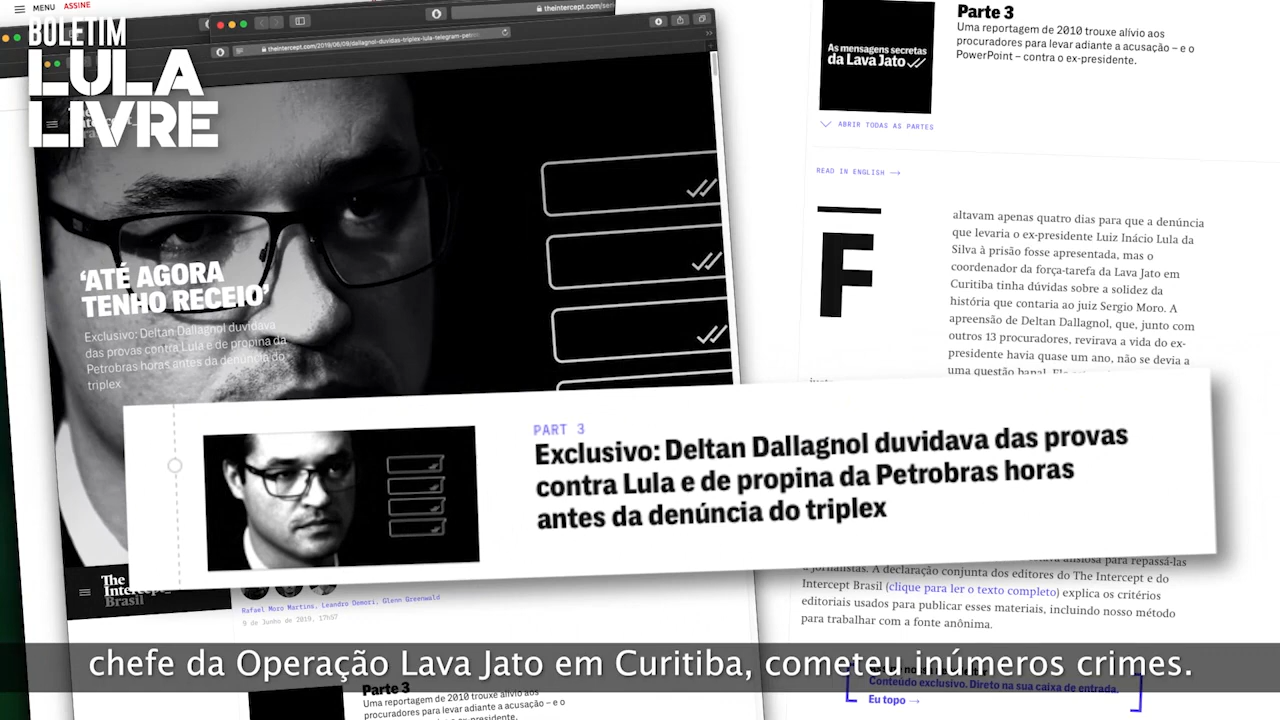 MENU ASSINE
BOLETIM
LULA
LIVRE
theintercept.com/2019/06/09/dallagnol-duvidas-triplex-lula-telegram-petro
‘ATÉ AGORA
TENHO RECEIO’
Exclusivo: Deltan Dallagnol duvidava
das provas contra Lula e de propina da
Petrobras horas antes da denúncia do
triplex
As mensagens secretas
da Lava Jato
Parte 3
Uma reportagem de 2010 trouxe alívio aos
procuradores para levar adiante a acusação – e o
PowerPoint – contra o ex-presidente.
ABRIR TODAS AS PARTES
READ IN ENGLISH →
F
altavam apenas quatro dias para que a denúncia
que levaria o ex-presidente Luiz Inácio Lula da
Silva à prisão fosse apresentada, mas o
coordenador da força-tarefa da Lava Jato em
Curitiba tinha dúvidas sobre a solidez da
história que contaria ao juiz Sergio Moro. A
apreensão de Deltan Dallagnol, que, junto com
outros 13 procuradores, revirava a vida do ex-
presidente havia quase um ano, não se devia a
uma questão banal.
PART 3
Exclusivo: Deltan Dallagnol duvidava das provas
contra Lula e de propina da Petrobras horas
antes da denúncia do triplex
The
Intercept_
Brasil
Rafael Moro Martins, Leandro Demori, Glenn Greenwald
9 de Junho de 2019, 17h57
ansiosa para repassá-las
a jornalistas. A declaração conjunta dos editores do The Intercept e do
Intercept Brasil (clique para ler o texto completo) explica os critérios
editoriais usados para publicar esses materiais, incluindo nosso método
para trabalhar com a fonte anônima.
chefe da Operação Lava Jato em Curitiba, cometeu inúmeros crimes.
Conteúdo exclusivo. Direto na sua caixa de entrada.
Eu topo →
Parte 3
Uma reportagem de 2010 trouxe alívio aos
procuradores para levar adiante a acusação – e o